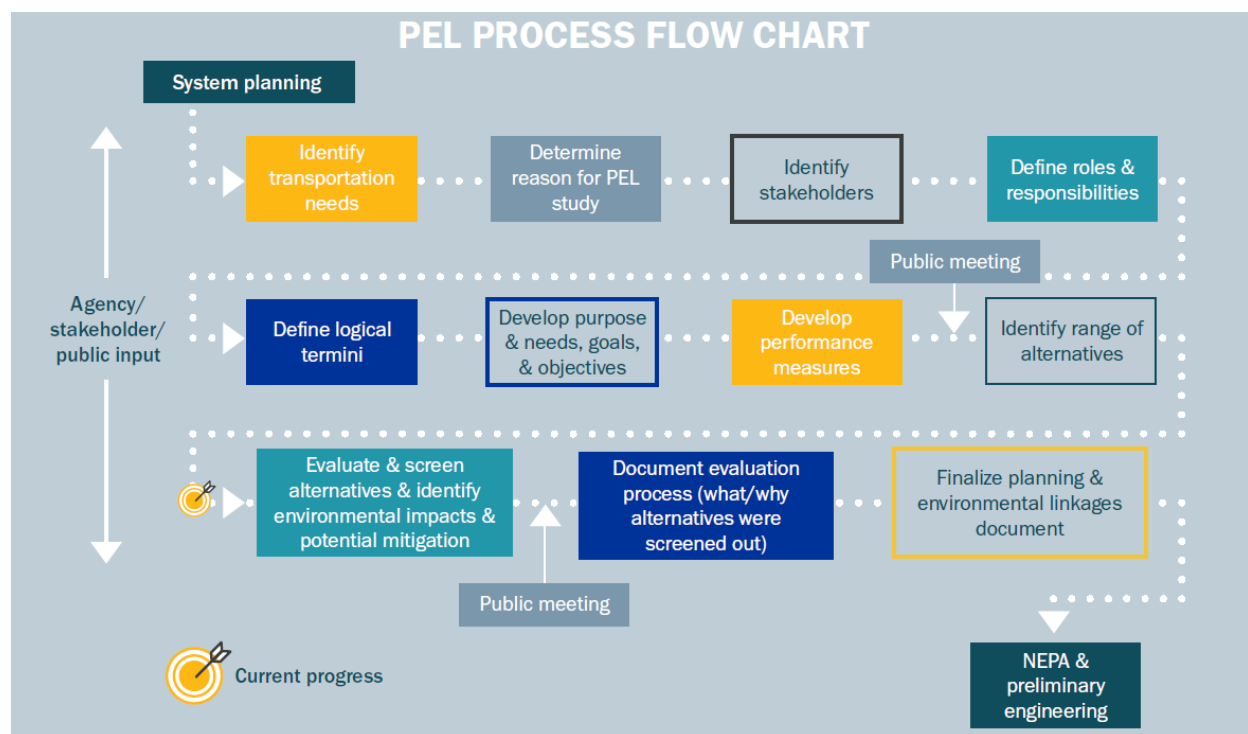 PEL PROCESS FLOW CHART
System planning
Identify
transportation
needs
Determine
reason for PEL
study
Identify
stakeholders
Define roles &
responsibilities
Agency/
stakeholder/
public input
Public meeting
Define logical
termini
Develop purpose
& needs, goals,
& objectives
Develop
performance
measures
Identify range of
alternatives
Evaluate & screen
alternatives & identify
environmental impacts &
potential mitigation
Document evaluation
process (what/why
alternatives were
screened out)
Finalize planning &
environmental linkages
document
Public meeting
Current progress
NEPA &
preliminary
engineering